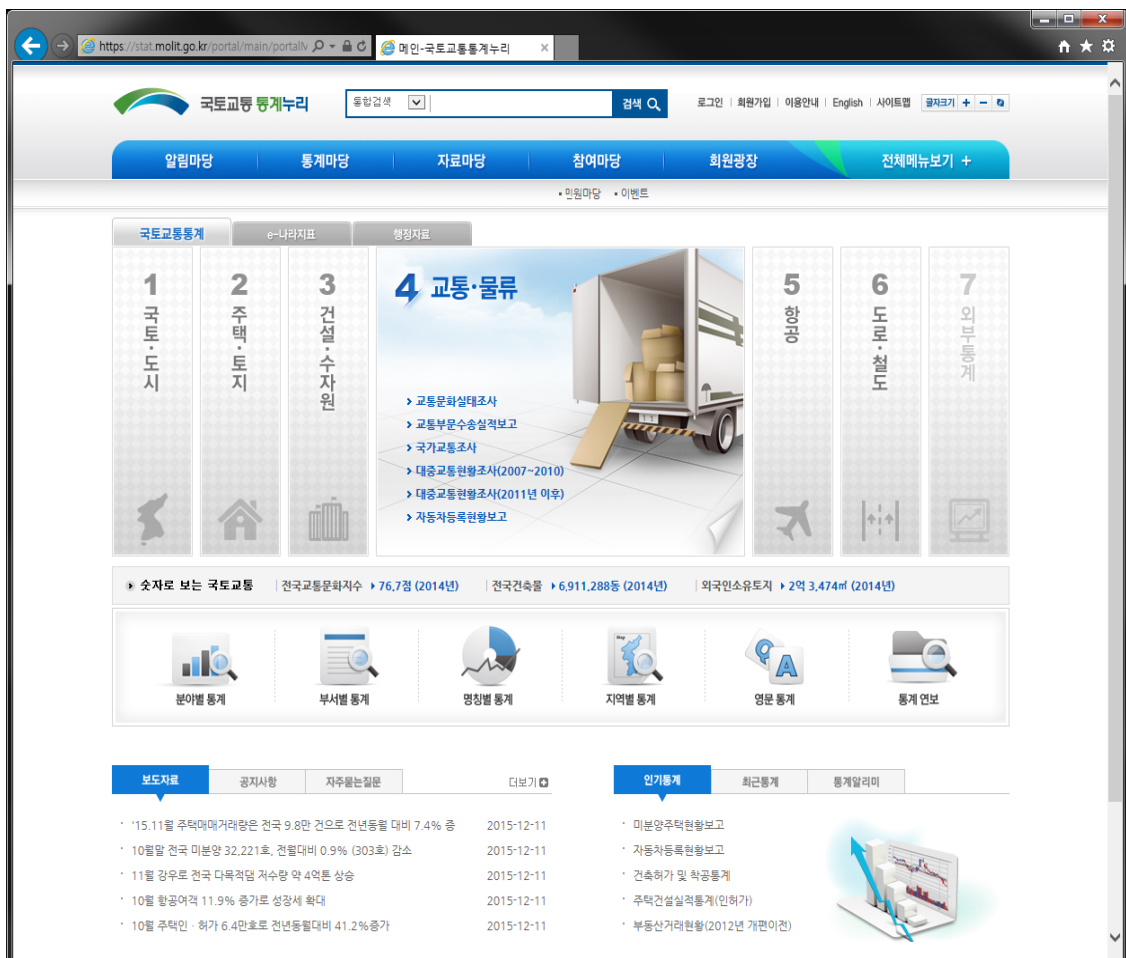 https://stat.molit.go.kr/portal/main/portalM
메인-국토교통통계누리
국토교통 통계누리
통합검색
검색
로그인 회원가입 이용안내 English 사이트맵 글자크기 + -
알림마당 통계마당 자료마당 참여마당 회원광장 전체메뉴보기 +
민원마당 이벤트
국토교통통계 e-나라지표 행정자료
1 국토·도시
2 주택·토지
3 건설·수자원
4 교통·물류
교통문화실태조사
교통부문수송실적보고
국가교통조사
대중교통현황조사(2007~2010)
대중교통현황조사(2011년 이후)
자동차등록현황보고
5 항공
6 도로·철도
7 외부통계
숫자로 보는 국토교통 전국교통문화지수 76.7점 (2014년) 전국건축물 6,911,288동 (2014년) 외국인소유토지 2억 3,474㎡ (2014년)
분야별 통계 부서별 통계 명칭별 통계 지역별 통계 영문 통계 통계 연보
보도자료 공지사항 자주묻는질문 더보기
'15.11월 주택매매거래량은 전국 9.8만 건으로 전년동월 대비 7.4% 증 2015-12-11
10월말 전국 미분양 32,221호, 전월대비 0.9% (303호) 감소 2015-12-11
11월 강우로 전국 다목적댐 저수량 약 4억톤 상승 2015-12-11
10월 항공여객 11.9% 증가로 성장세 확대 2015-12-11
10월 주택인ㆍ허가 6.4만호로 전년동월대비 41.2%증가 2015-12-11
인기통계 최근통계 통계알리미
미분양주택현황보고
자동차등록현황보고
건축허가 및 착공통계
주택건설실적통계(인허가)
부동산거래현황(2012년 개편이전)